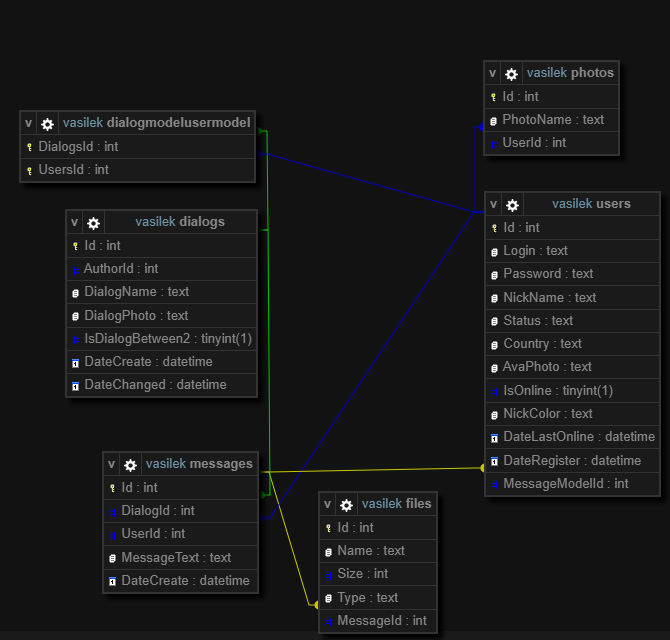 v vasilek dialogmodelusermodel
DialogsId : int
UsersId : int
v vasilek dialogs
Id : int
AuthorId : int
DialogName : text
DialogPhoto : text
IsDialogBetween2 : tinyint(1)
DateCreate : datetime
DateChanged : datetime
v vasilek messages
Id : int
DialogId : int
UserId : int
MessageText : text
DateCreate : datetime
v vasilek files
Id : int
Name : text
Size : int
Type : text
MessageId : int
v vasilek photos
Id : int
PhotoName : text
UserId : int
v vasilek users
Id : int
Login : text
Password : text
NickName : text
Status : text
Country : text
AvaPhoto : text
IsOnline : tinyint(1)
NickColor : text
DateLastOnline : datetime
DateRegister : datetime
MessageModelId : int